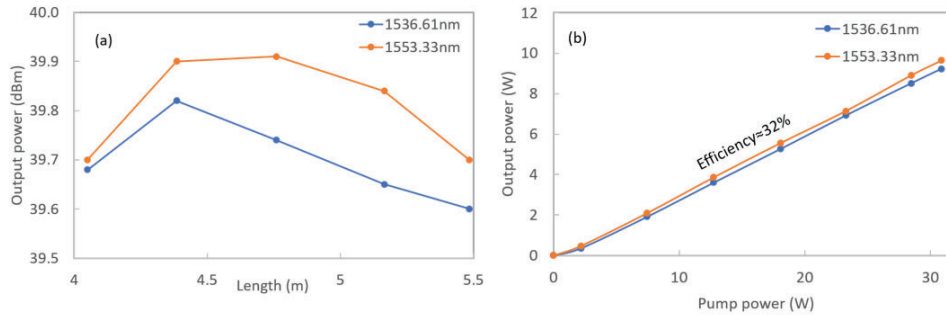 40.0
39.9
39.8
39.7
39.6
39.5
Output power (dBm)
(a)
1536.61nm
1553.33nm
4
4.5
5
5.5
Length (m)
12
10
8
6
4
2
0
Output power (W)
(b)
1536.61nm
1553.33nm
Efficiency≈32%
0
10
20
30
Pump power (W)